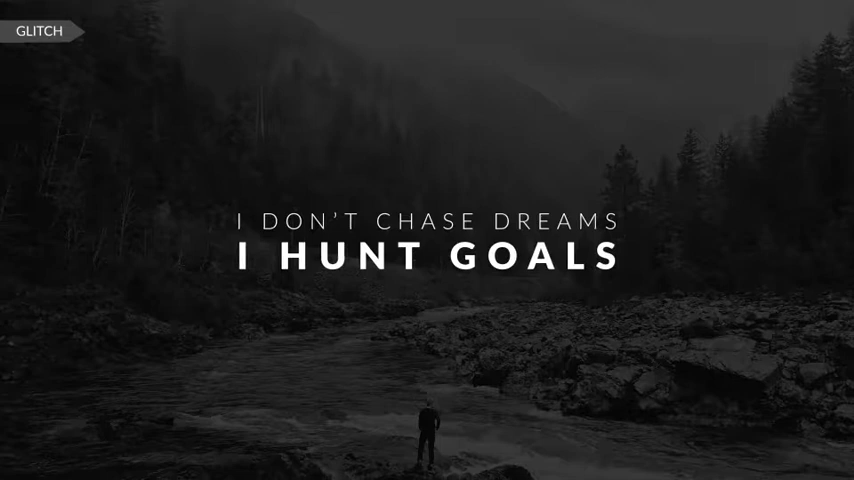 GLITCH
I DON’T CHASE DREAMS
I HUNT GOALS